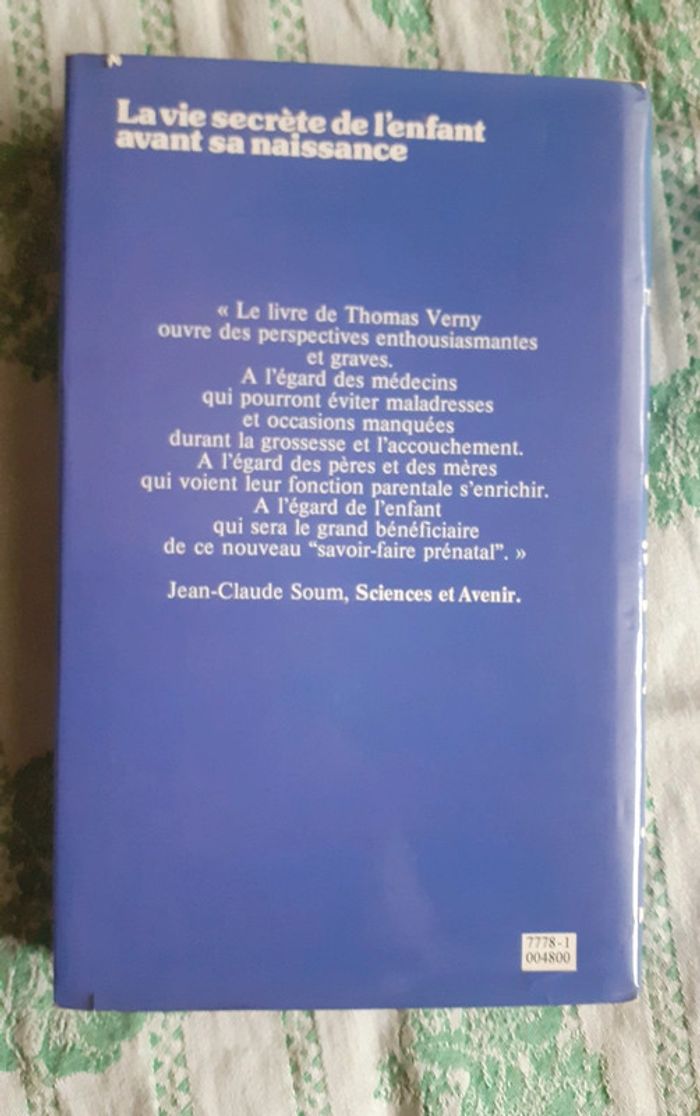 La vie secrète de l'enfant
avant sa naissance
« Le livre de Thomas Verny
ouvre des perspectives enthousiasmantes
et graves.
A l'égard des médecins
qui pourront éviter maladresses
et occasions manquées
durant la grossesse et l'accouchement.
A l'égard des pères et des mères
qui voient leur fonction parentale s'enrichir.
A l'égard de l'enfant
qui sera le grand bénéficiaire
de ce nouveau “savoir-faire prénatal”. »
Jean-Claude Soum, Sciences et Avenir.
7778-1
004800